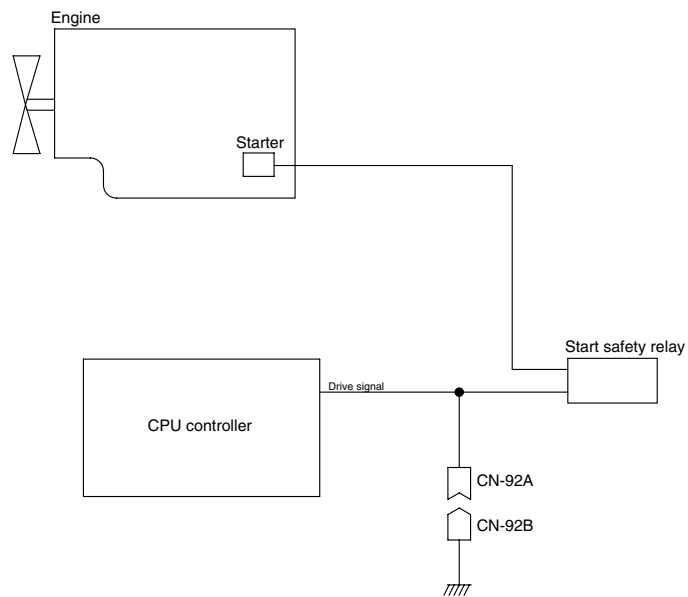 Engine
Starter
Start safety relay
Drive signal
CPU controller
CN-92A
CN-92B